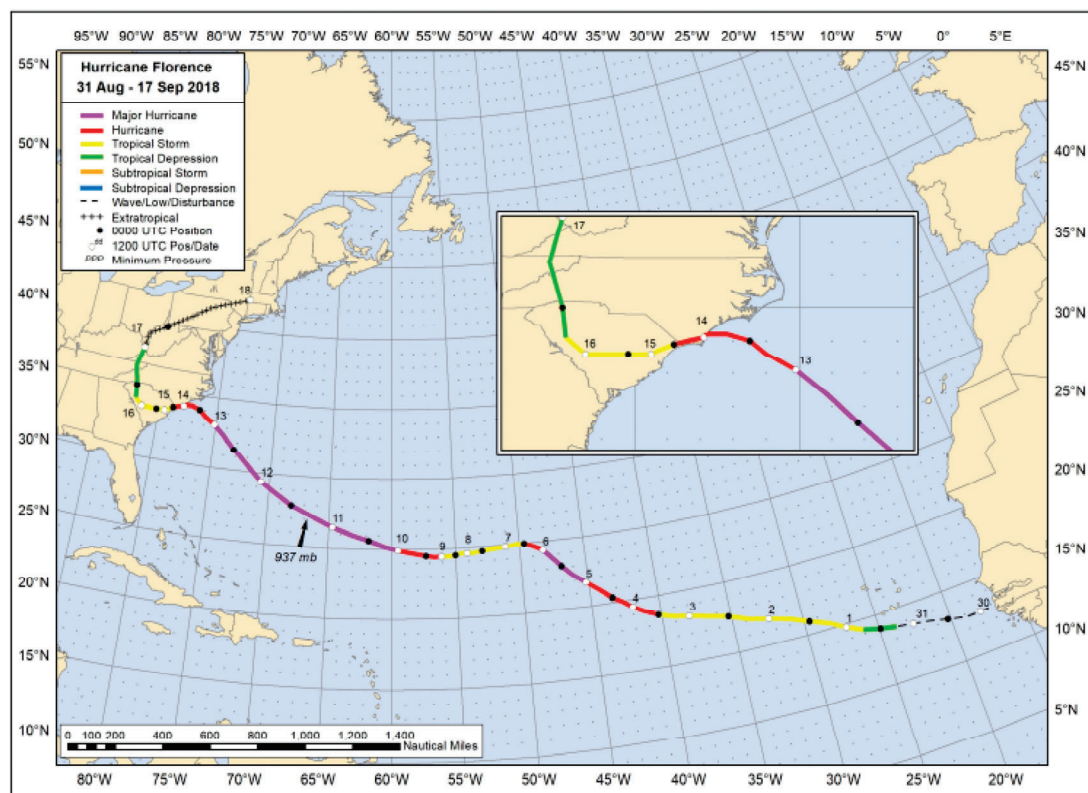 95°W 90°W 85°W 80°W 75°W 70°W 65°W 60°W 55°W 50°W 45°W 40°W 35°W 30°W 25°W 20°W 15°W 10°W 5°W 0° 5°E
55°N
50°N
45°N
40°N
35°N
30°N
25°N
20°N
15°N
10°N
Hurricane Florence
31 Aug - 17 Sep 2018
Major Hurricane
Hurricane
Tropical Storm
Tropical Depression
Subtropical Storm
Subtropical Depression
Wave/Low/Disturbance
Extratropical
0000 UTC Position
dd 1200 UTC Pos/Date
PPP Minimum Pressure
17
14
16 15
13
18
17
16 15 14 13
12
11
937 mb
10 9 8 7 6
5
4
3
2
1
31
30
45°N
40°N
35°N
30°N
25°N
20°N
15°N
10°N
5°N
0 100 200 400 600 800 1,000 1,200 1,400
Nautical Miles
80°W 75°W 70°W 65°W 60°W 55°W 50°W 45°W 40°W 35°W 30°W 25°W 20°W